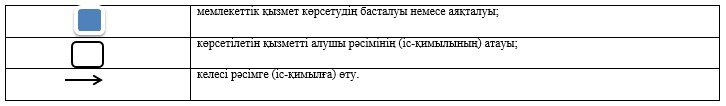 мемлекеттік қызмет көрсетудің басталуы немесе аяқталуы;
көрсетілетін қызметті алушы рәсімінің (іс-қимылының) атауы;
келесі рәсімге (іс-қимылға) өту.